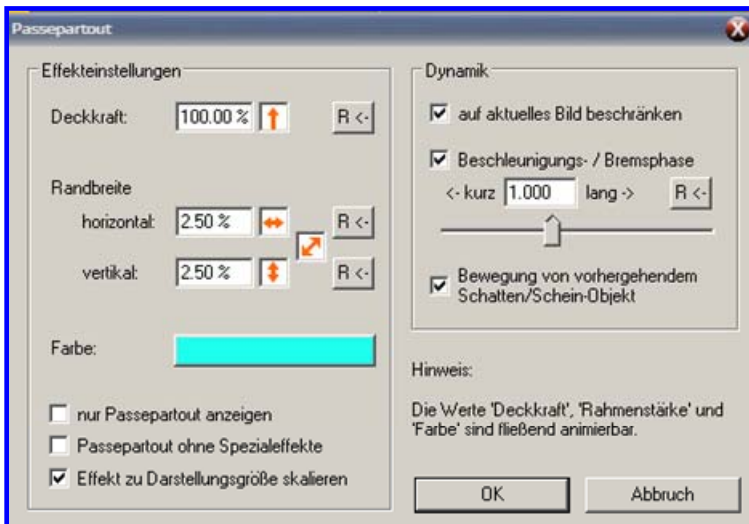 Passepartout
Effekteinstellungen
Deckkraft:
100.00 %
R <-
Randbreite
horizontal:
2.50 %
R <-
vertikal:
2.50 %
R <-
Farbe:
nur Passepartout anzeigen
Passepartout ohne Spezialeffekte
Effekt zu Darstellungsgröße skalieren
Dynamik
auf aktuelles Bild beschränken
Beschleunigungs- / Bremsphase
<- kurz 1.000 lang -> R <-
Bewegung von vorhergehendem
Schatten/Schein-Objekt
Hinweis:
Die Werte 'Deckkraft', 'Rahmenstärke' und
'Farbe' sind fließend animierbar.
OK
Abbruch